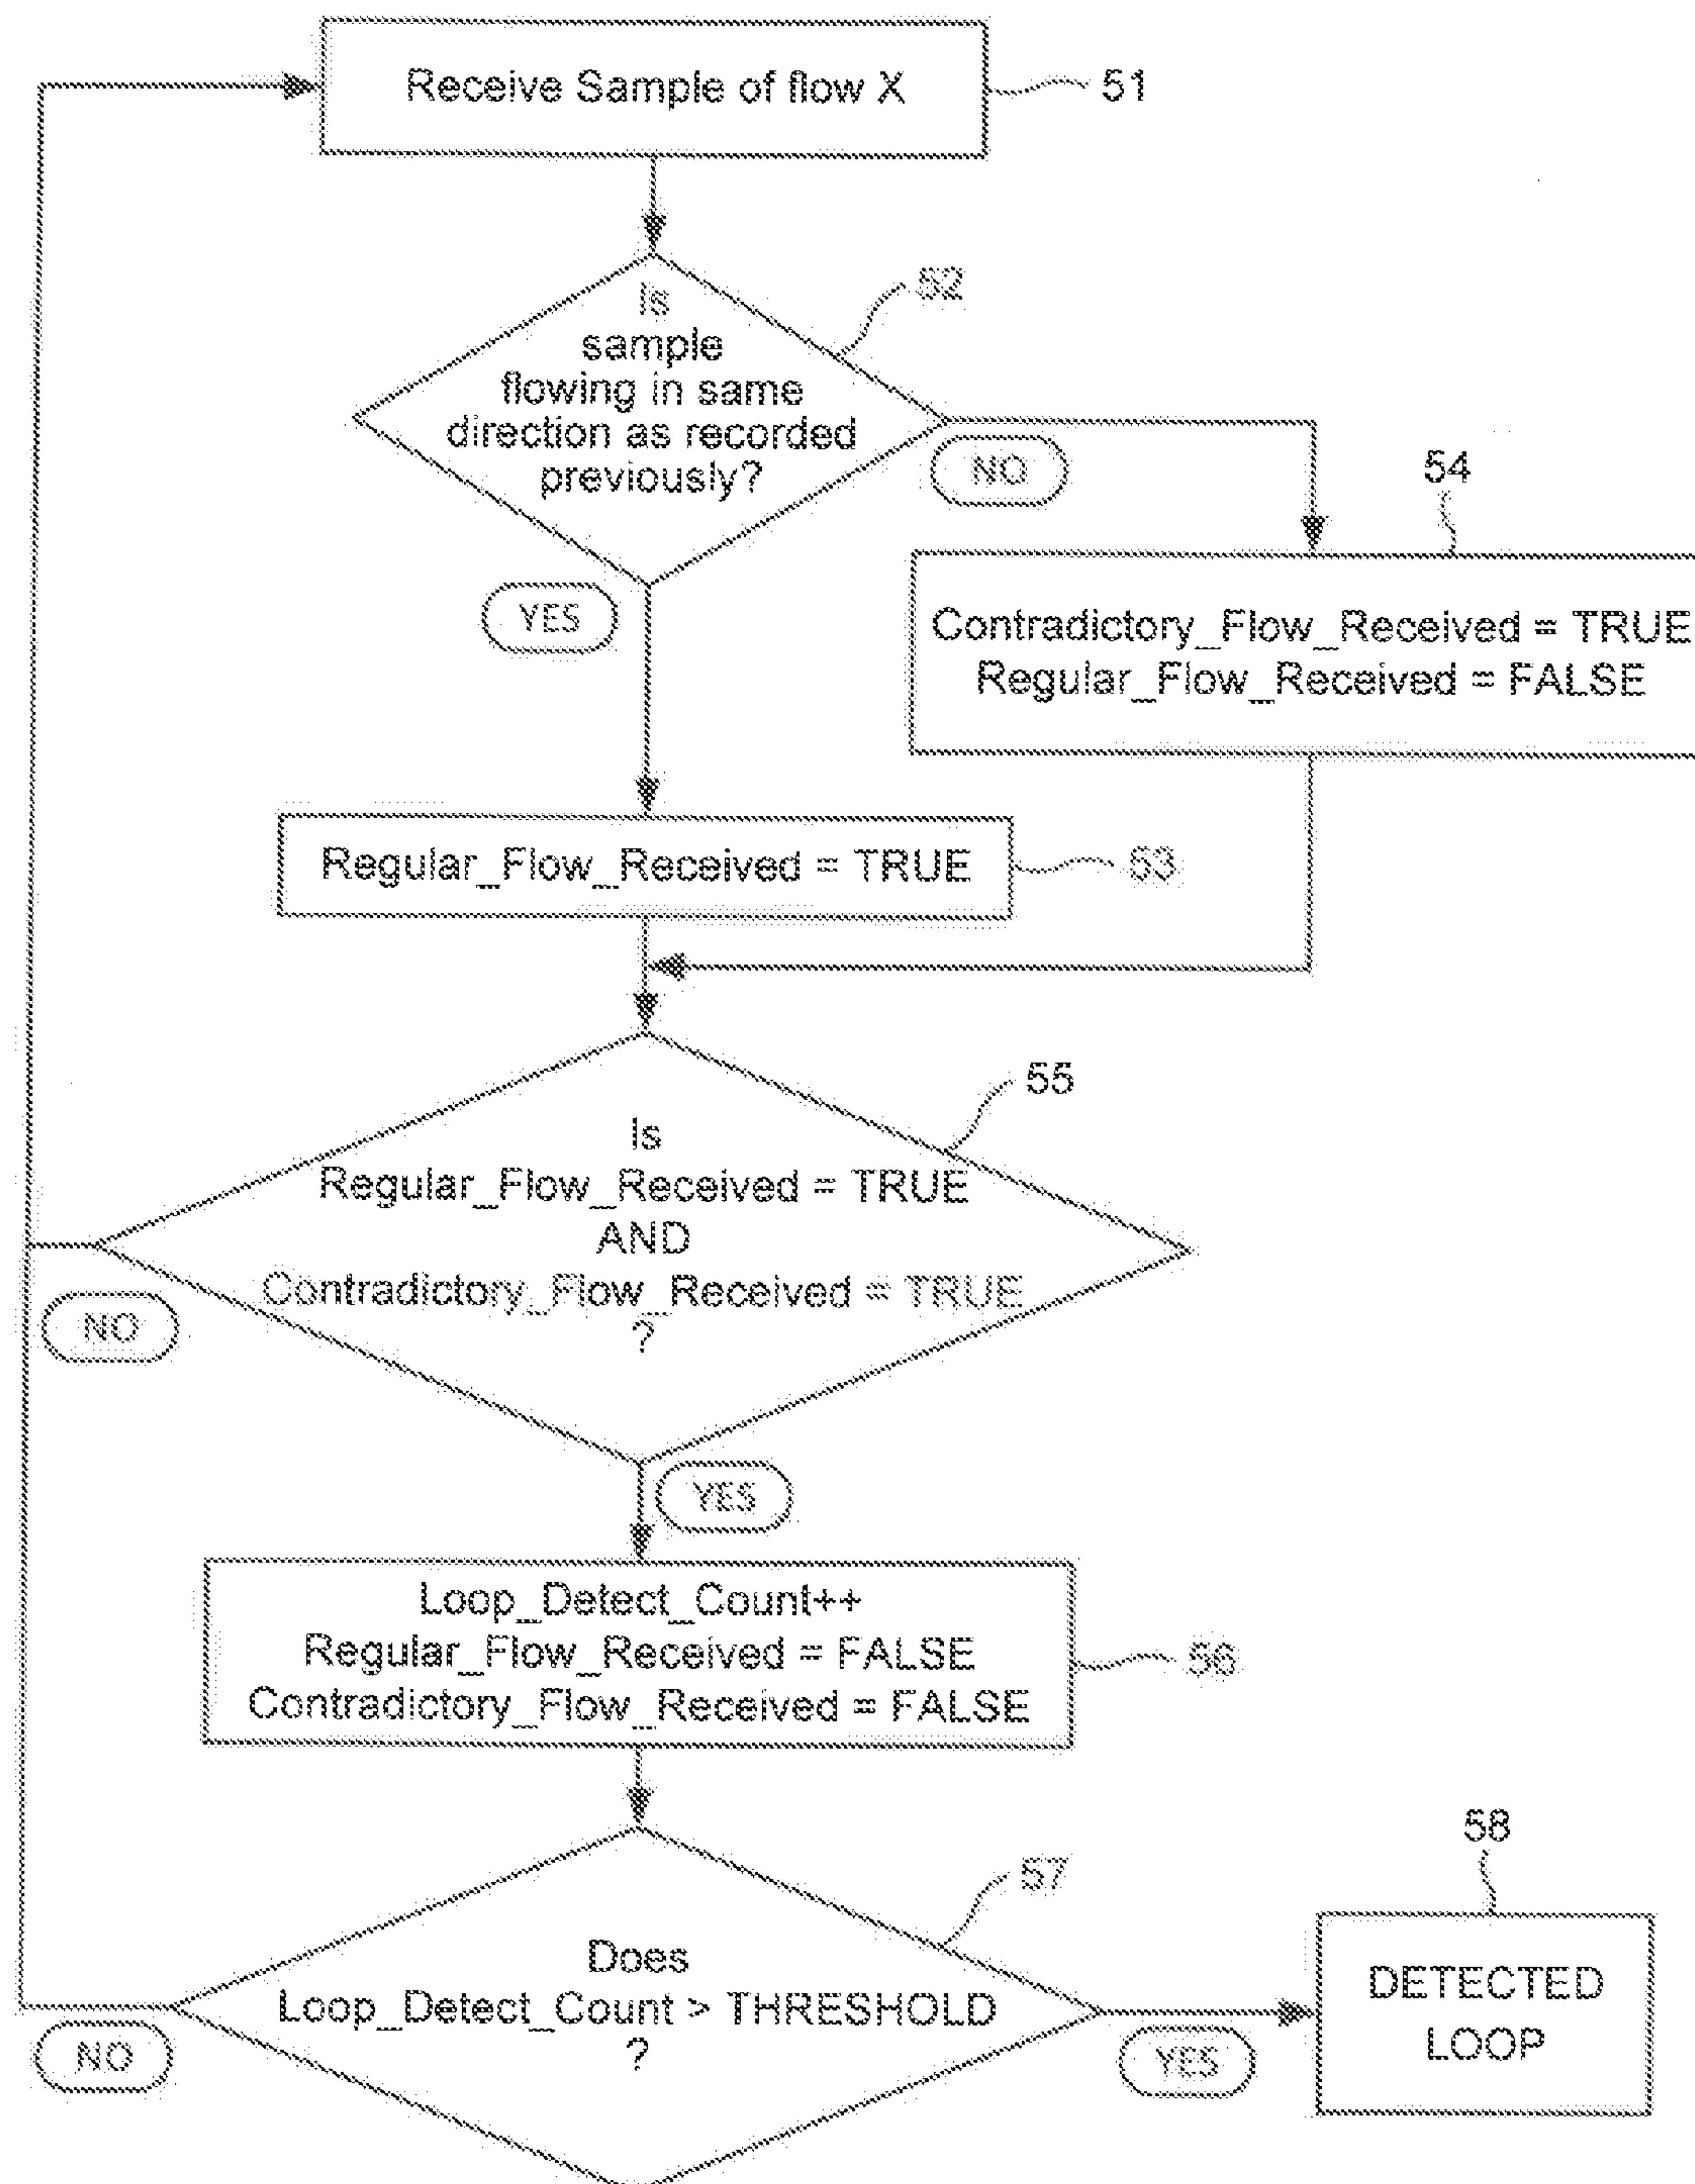 Receive Sample of flow X
51
Is
sample
flowing in same
direction as recorded
previously?
52
NO
YES
54
Contradictory_Flow_Received = TRUE
Regular_Flow_Received = FALSE
Regular_Flow_Received = TRUE
53
Is
Regular_Flow_Received = TRUE
AND
Contradictory_Flow_Received = TRUE
?
55
NO
YES
Loop_Detect_Count++
Regular_Flow_Received = FALSE
Contradictory_Flow_Received = FALSE
56
Does
Loop_Detect_Count > THRESHOLD
?
57
NO
YES
58
DETECTED
LOOP